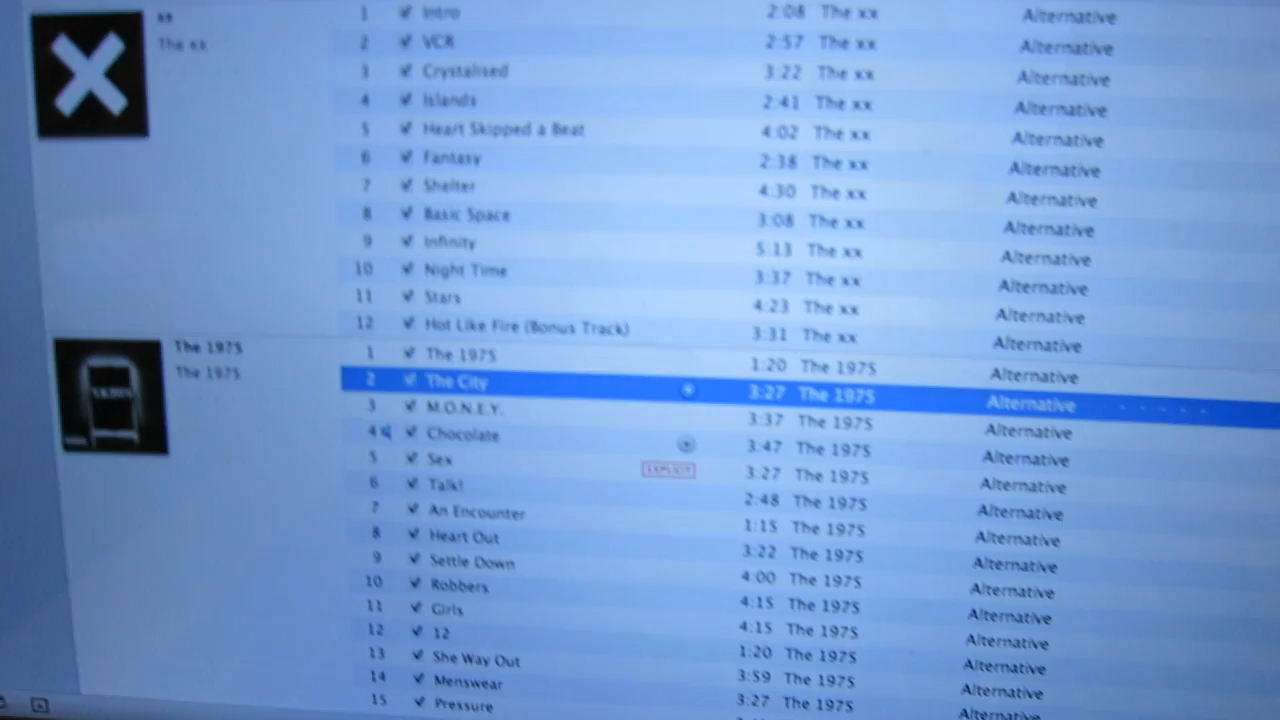 xx
The xx
1 Intro 2:08 The xx Alternative
2 VCR 2:57 The xx Alternative
3 Crystalised 3:22 The xx Alternative
4 Islands 2:41 The xx Alternative
5 Heart Skipped a Beat 4:02 The xx Alternative
6 Fantasy 2:38 The xx Alternative
7 Shelter 4:30 The xx Alternative
8 Basic Space 3:08 The xx Alternative
9 Infinity 5:13 The xx Alternative
10 Night Time 3:37 The xx Alternative
11 Stars 4:23 The xx Alternative
12 Hot Like Fire (Bonus Track) 3:31 The xx Alternative
The 1975
The 1975
1 The 1975 1:20 The 1975 Alternative
2 The City 3:27 The 1975 Alternative
3 M.O.N.E.Y. 3:37 The 1975 Alternative
4 Chocolate 3:47 The 1975 Alternative
5 Sex EXPLICIT 3:27 The 1975 Alternative
6 Talk! 2:48 The 1975 Alternative
7 An Encounter 1:15 The 1975 Alternative
8 Heart Out 3:22 The 1975 Alternative
9 Settle Down 4:00 The 1975 Alternative
10 Robbers 4:15 The 1975 Alternative
11 Girls 4:15 The 1975 Alternative
12 12 1:20 The 1975 Alternative
13 She Way Out 3:59 The 1975 Alternative
14 Menswear 3:27 The 1975 Alternative
15 Pressure